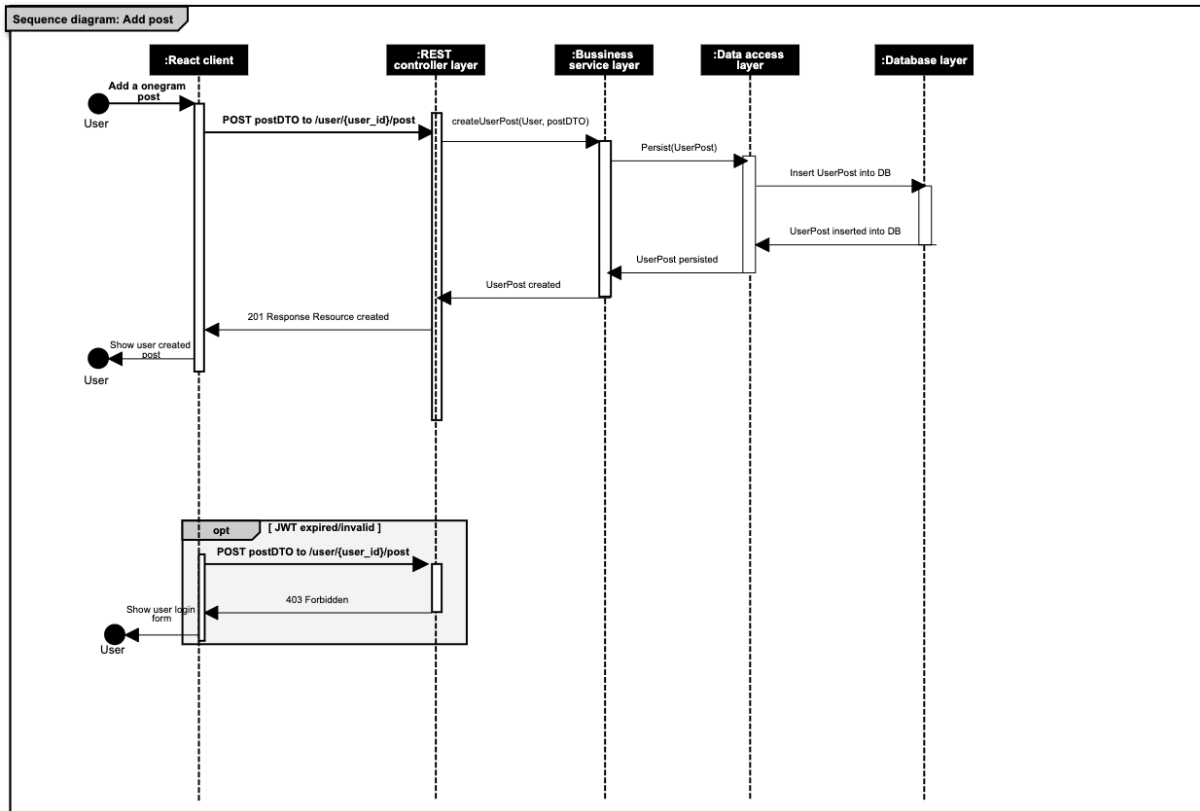 Sequence diagram: Add post
:React client
:REST
controller layer
:Bussiness
service layer
:Data access
layer
:Database layer
Add a onegram
post
User
POST postDTO to /user/{user_id}/post
createUserPost(User, postDTO)
Persist(UserPost)
Insert UserPost into DB
UserPost inserted into DB
UserPost persisted
UserPost created
201 Response Resource created
Show user created
post
User
opt
[ JWT expired/invalid ]
POST postDTO to /user/{user_id}/post
403 Forbidden
Show user login
form
User